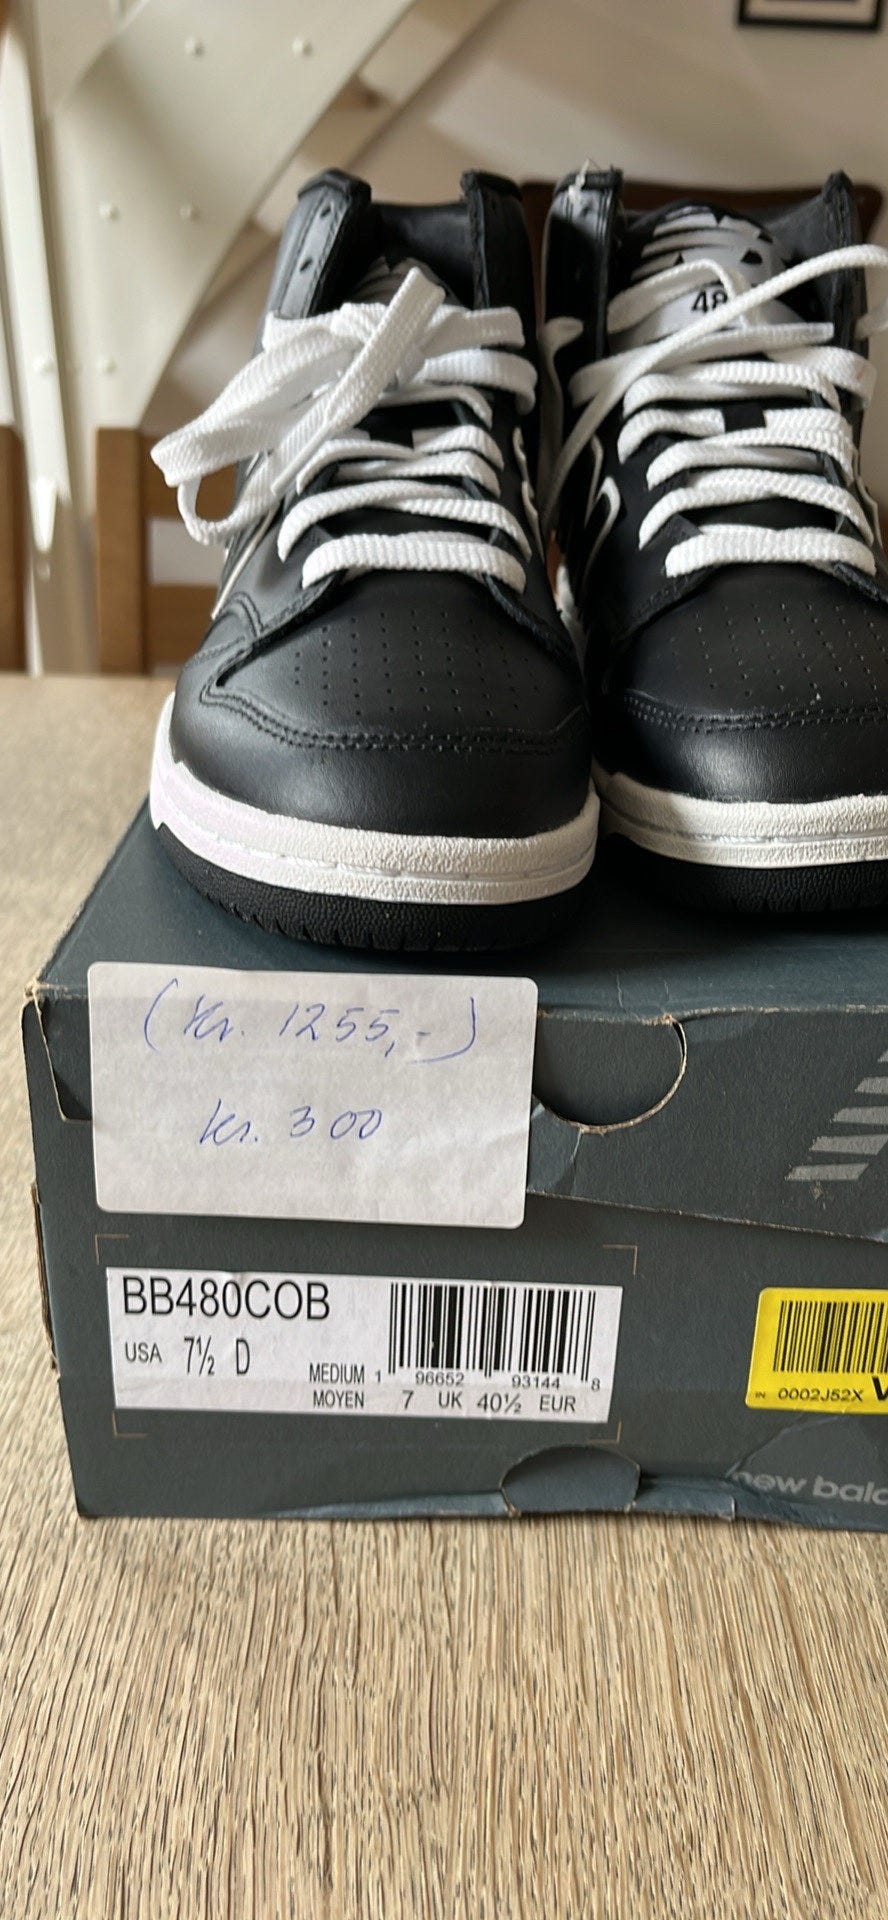 48
(kr. 1255,-)
kr. 300
BB480COB
USA 7½ D
MEDIUM 1 96652 93144 8
MOYEN 7 UK 40½ EUR
IN 0002J52X
new bala